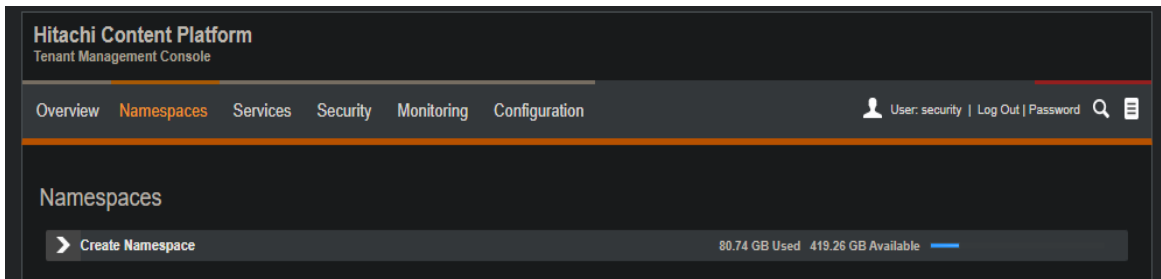 Hitachi Content Platform
Tenant Management Console
Overview Namespaces Services Security Monitoring Configuration User: security | Log Out | Password
Namespaces
Create Namespace 80.74 GB Used 419.26 GB Available